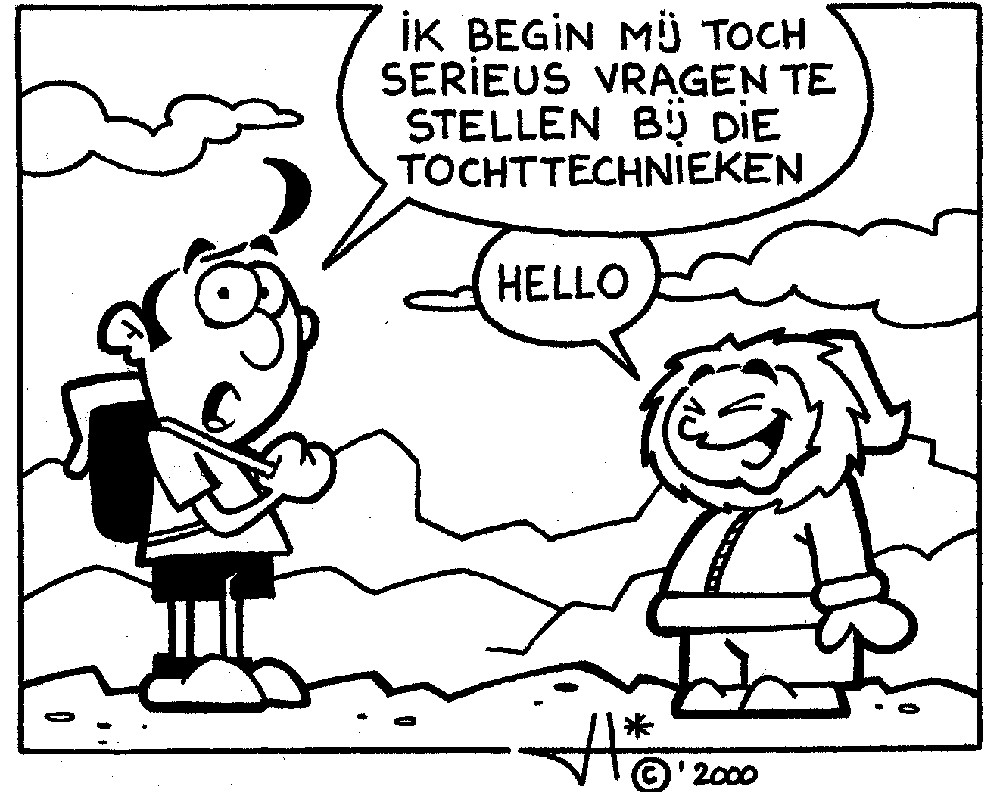 iK BEGiN MIJ TOCH
SERiEUS VRAGEN TE
STELLEN BIJ DiE
TOCHTTECHNiEKEN
HELLO
© '2000